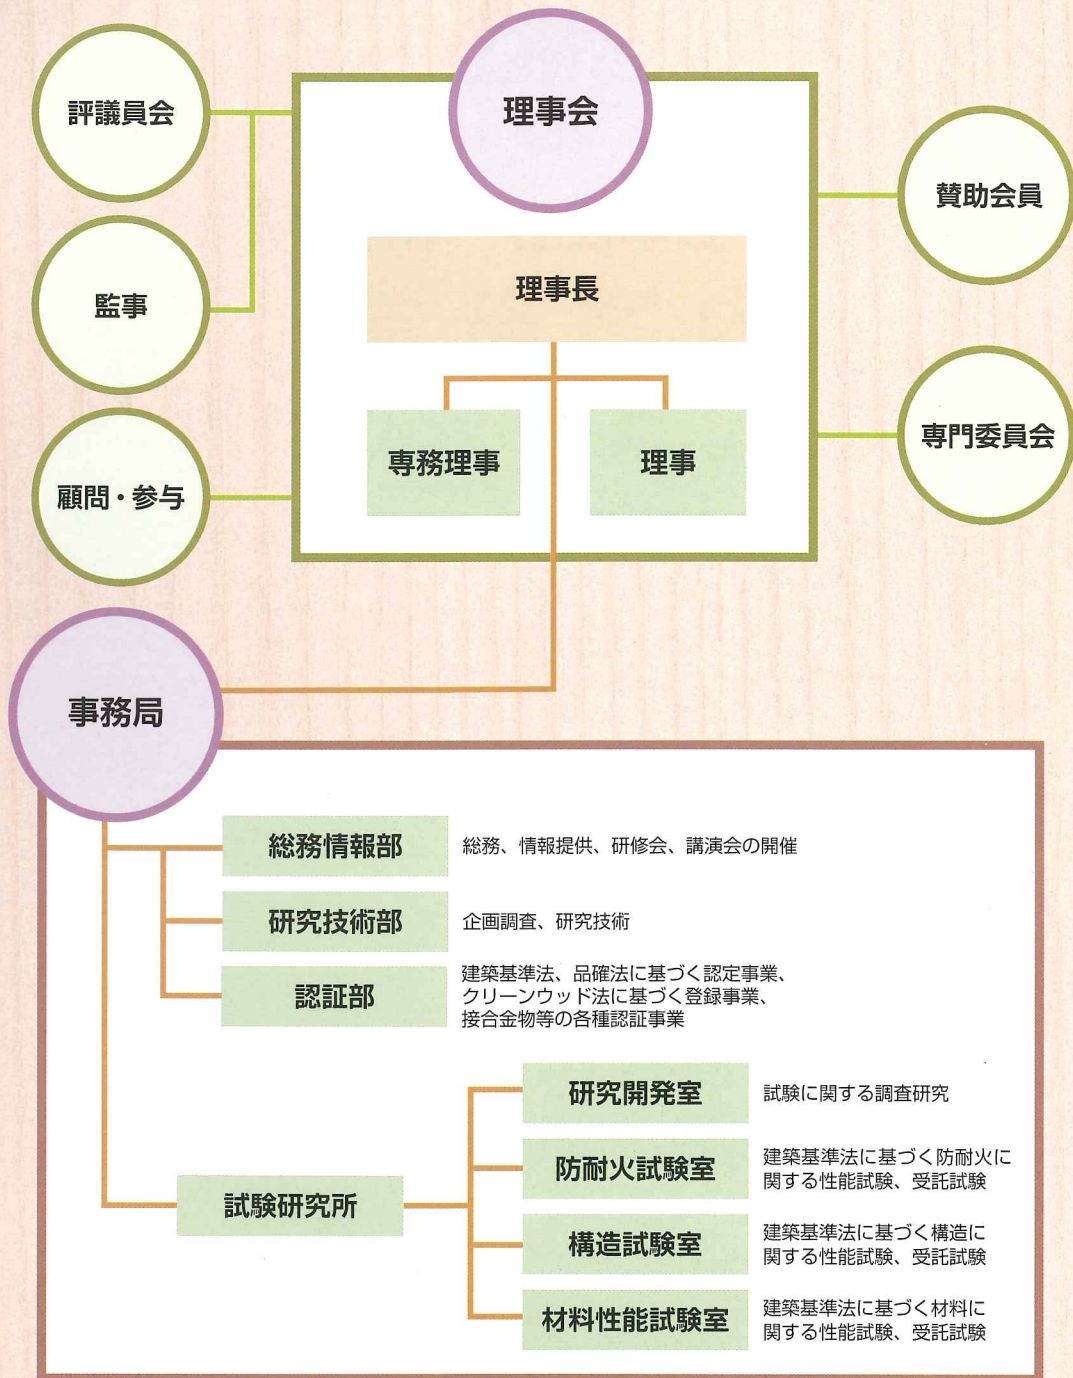 評議員会
監事
顧問・参与
理事会
理事長
専務理事
理事
賛助会員
専門委員会
事務局
総務情報部
総務、情報提供、研修会、講演会の開催
研究技術部
企画調査、研究技術
認証部
建築基準法、品確法に基づく認定事業、
クリーンウッド法に基づく登録事業、
接合金物等の各種認証事業
試験研究所
研究開発室
試験に関する調査研究
防耐火試験室
建築基準法に基づく防耐火に
関する性能試験、受託試験
構造試験室
建築基準法に基づく構造に
関する性能試験、受託試験
材料性能試験室
建築基準法に基づく材料に
関する性能試験、受託試験